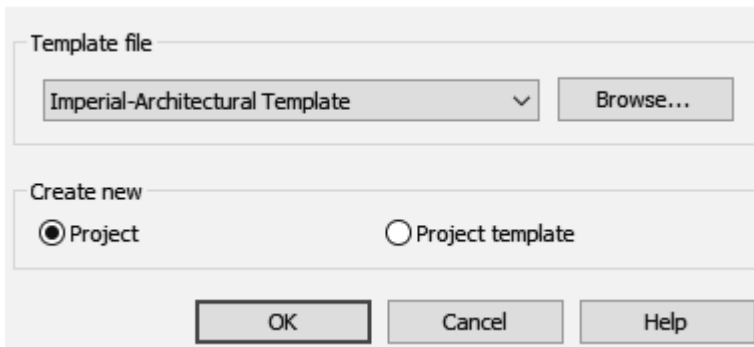 Template file
Imperial-Architectural Template
Browse...
Create new
Project
Project template
OK
Cancel
Help